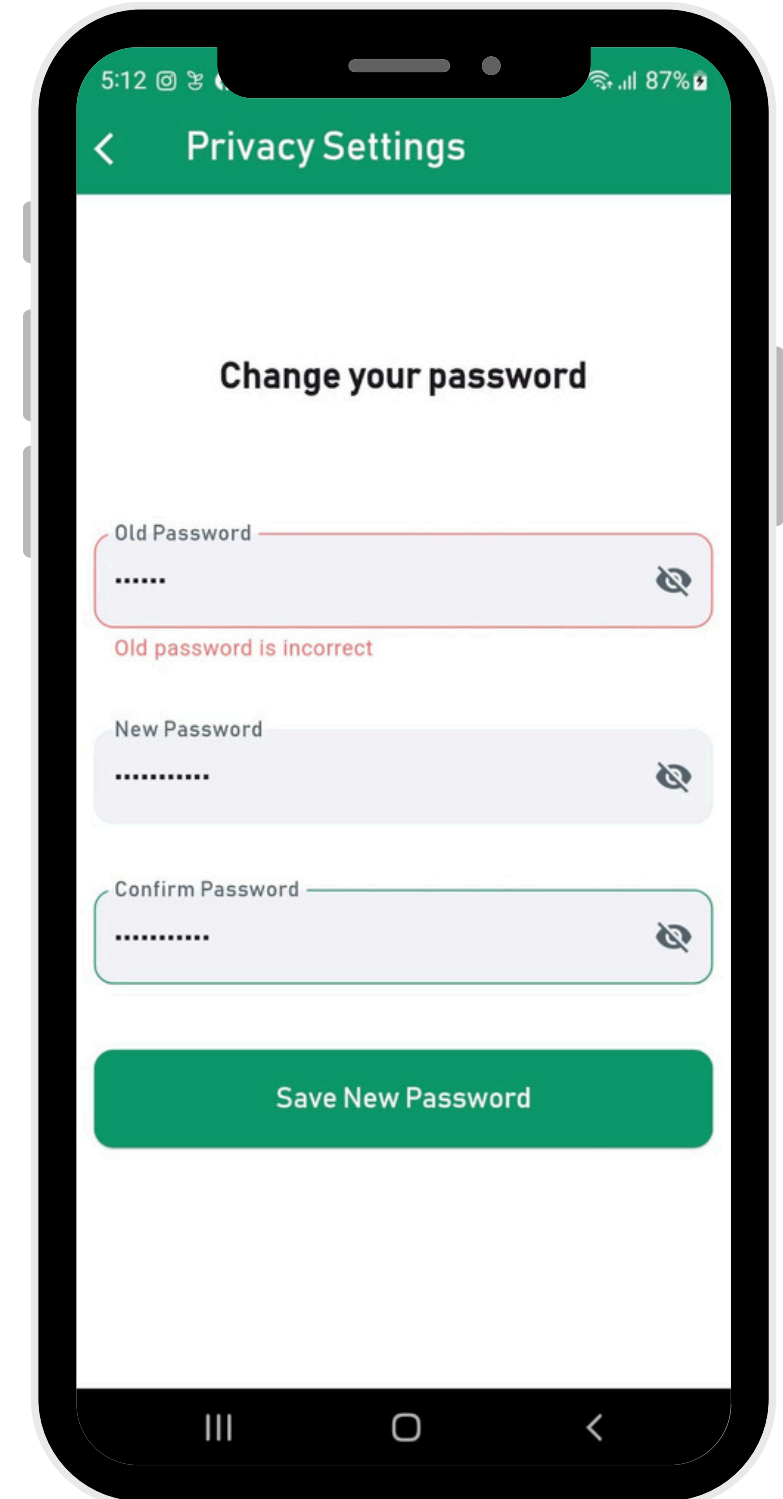 5:12 87%
Privacy Settings
Change your password
Old Password
••••••
Old password is incorrect
New Password
•••••••••••
Confirm Password
•••••••••••
Save New Password